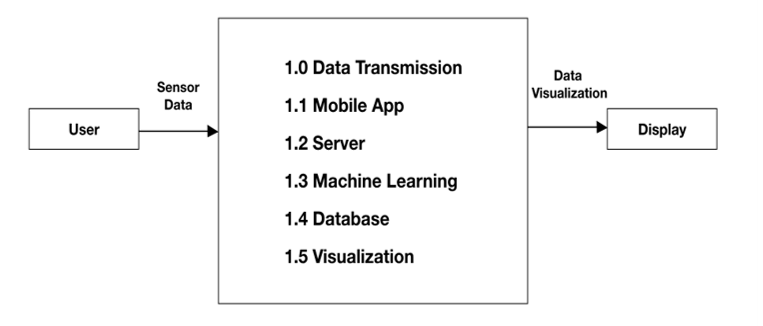 User
Sensor
Data
1.0 Data Transmission
1.1 Mobile App
1.2 Server
1.3 Machine Learning
1.4 Database
1.5 Visualization
Data
Visualization
Display